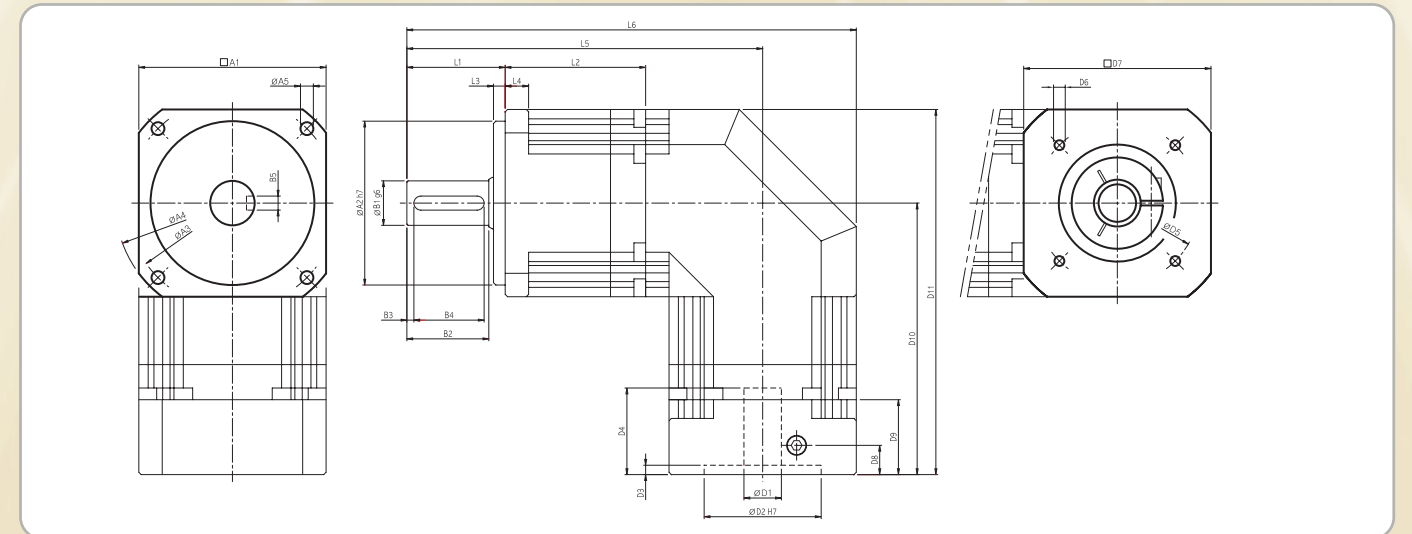 L6
L5
□A1
□D7
L1
L2
ØA5
L3
L4
D6
B5
ØA2 h7
ØB1 g6
ØA4
ØA3
ØD5
B3
B4
B2
D11
D10
D4
D9
D8
D3
ØD1
ØD2 H7